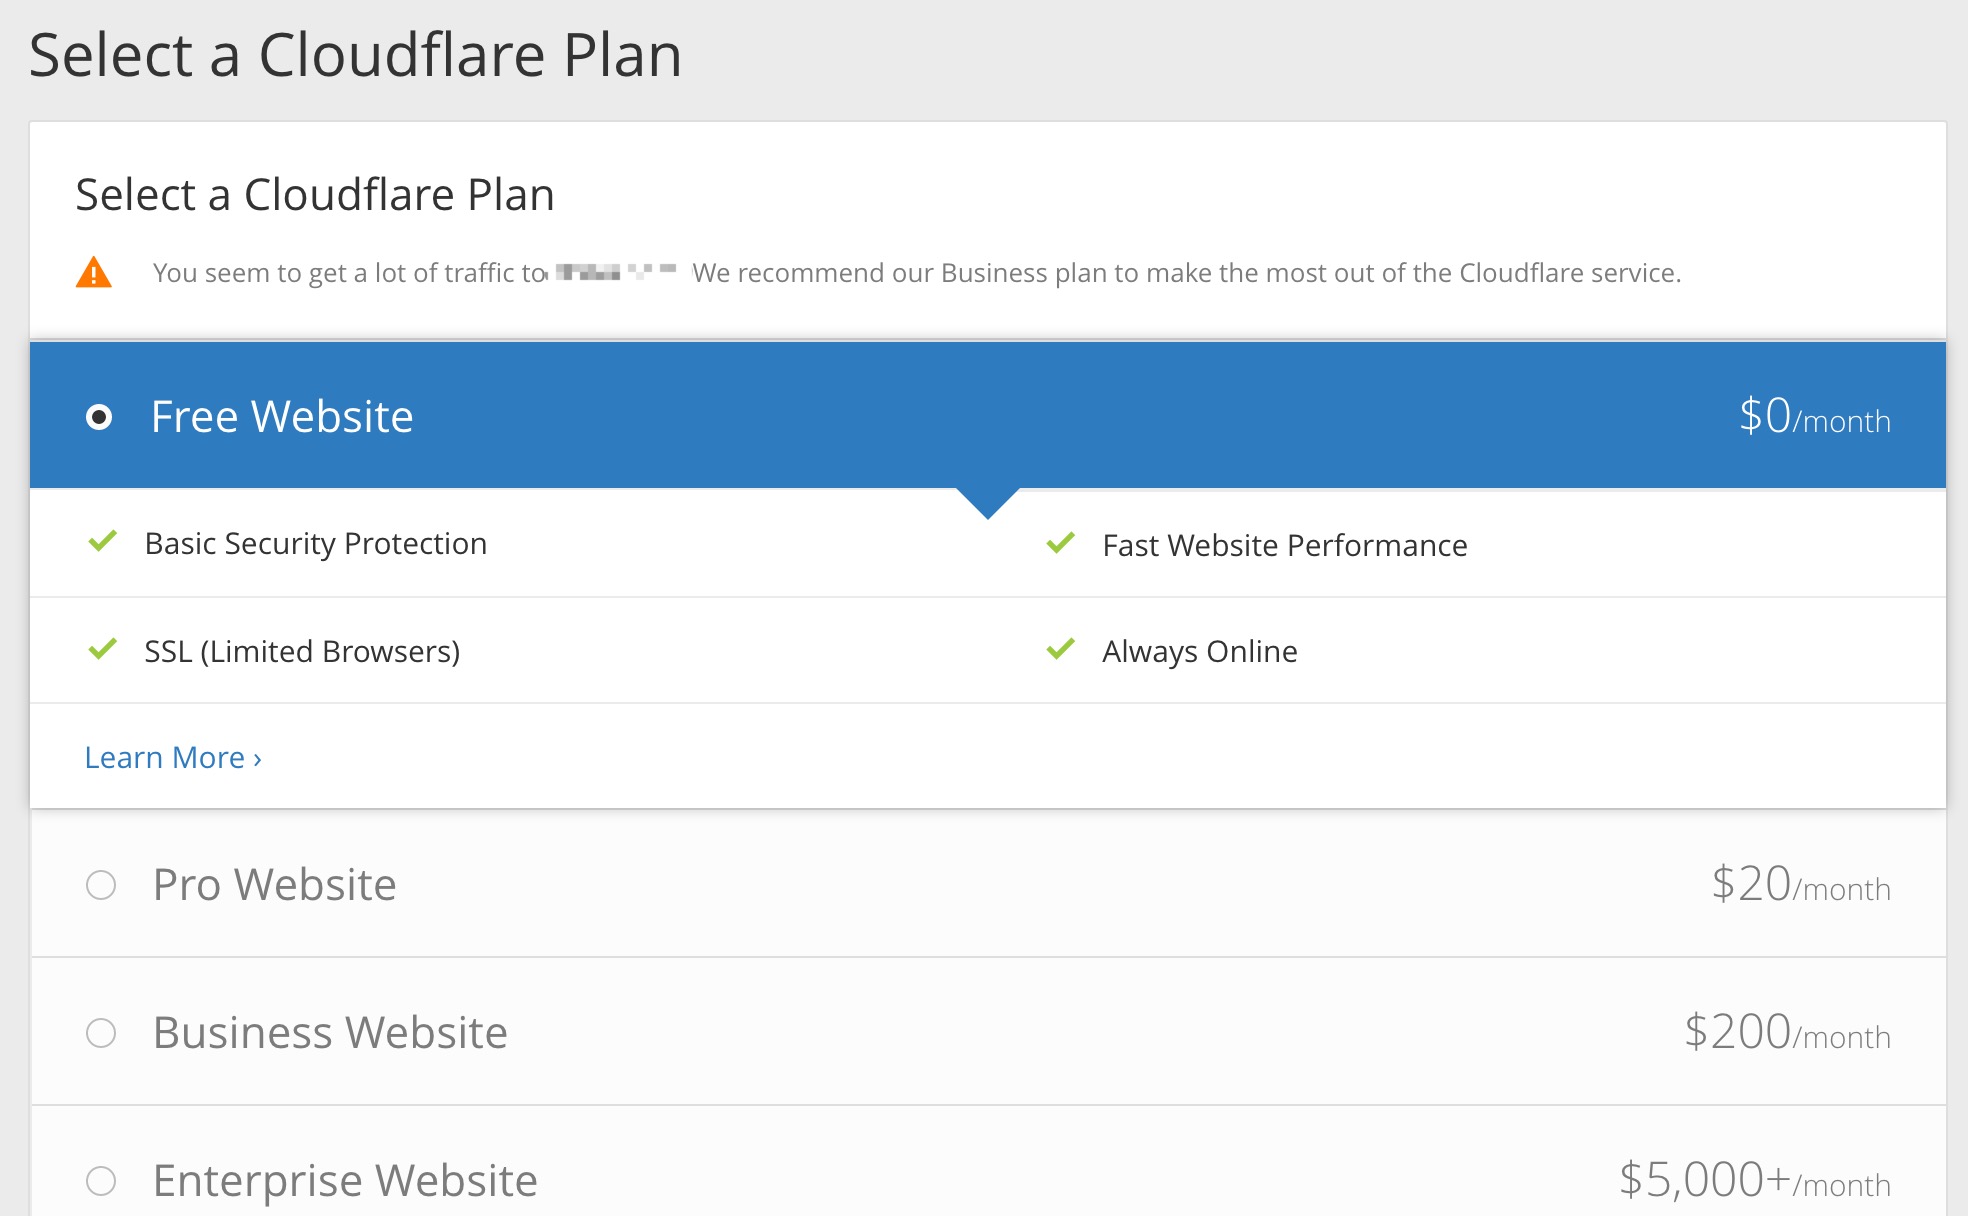 Select a Cloudflare Plan
Select a Cloudflare Plan
You seem to get a lot of traffic to We recommend our Business plan to make the most out of the Cloudflare service.
Free Website $0/month
Basic Security Protection Fast Website Performance
SSL (Limited Browsers) Always Online
Learn More ›
Pro Website $20/month
Business Website $200/month
Enterprise Website $5,000+/month